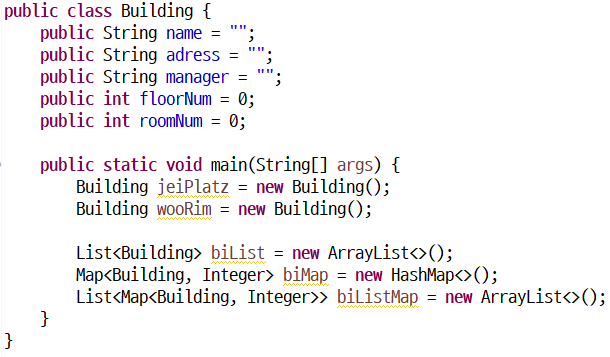 public class Building {
public String name = "";
public String adress = "";
public String manager = "";
public int floorNum = 0;
public int roomNum = 0;
public static void main(String[] args) {
Building jeiPlatz = new Building();
Building wooRim = new Building();
List<Building> biList = new ArrayList<>();
Map<Building, Integer> biMap = new HashMap<>();
List<Map<Building, Integer>> biListMap = new ArrayList<>();
}
}